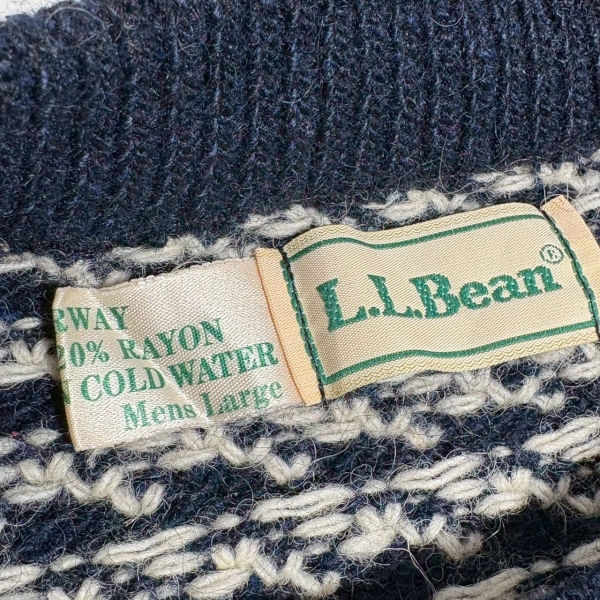 L.L.Bean®
RWAY
20% RAYON
COLD WATER
Mens Large